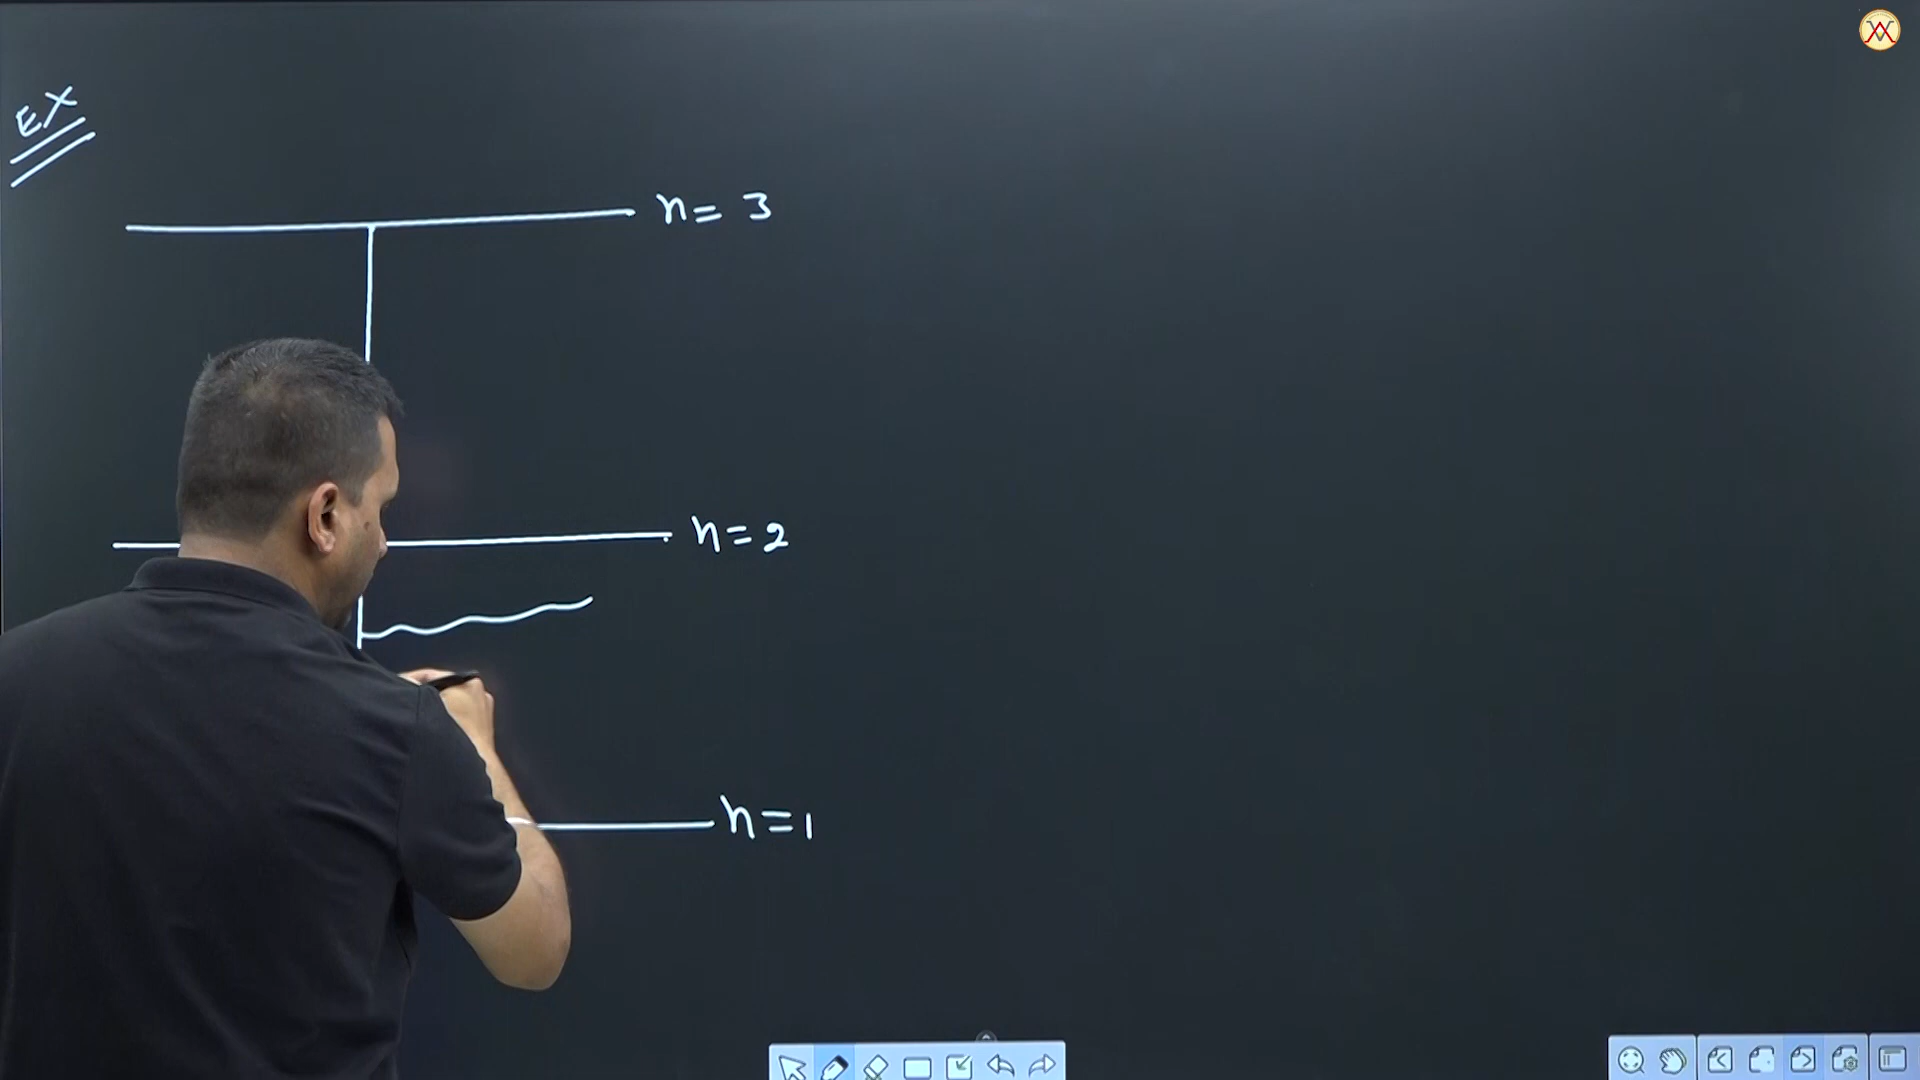 EX
n = 3
n = 2
n = 1